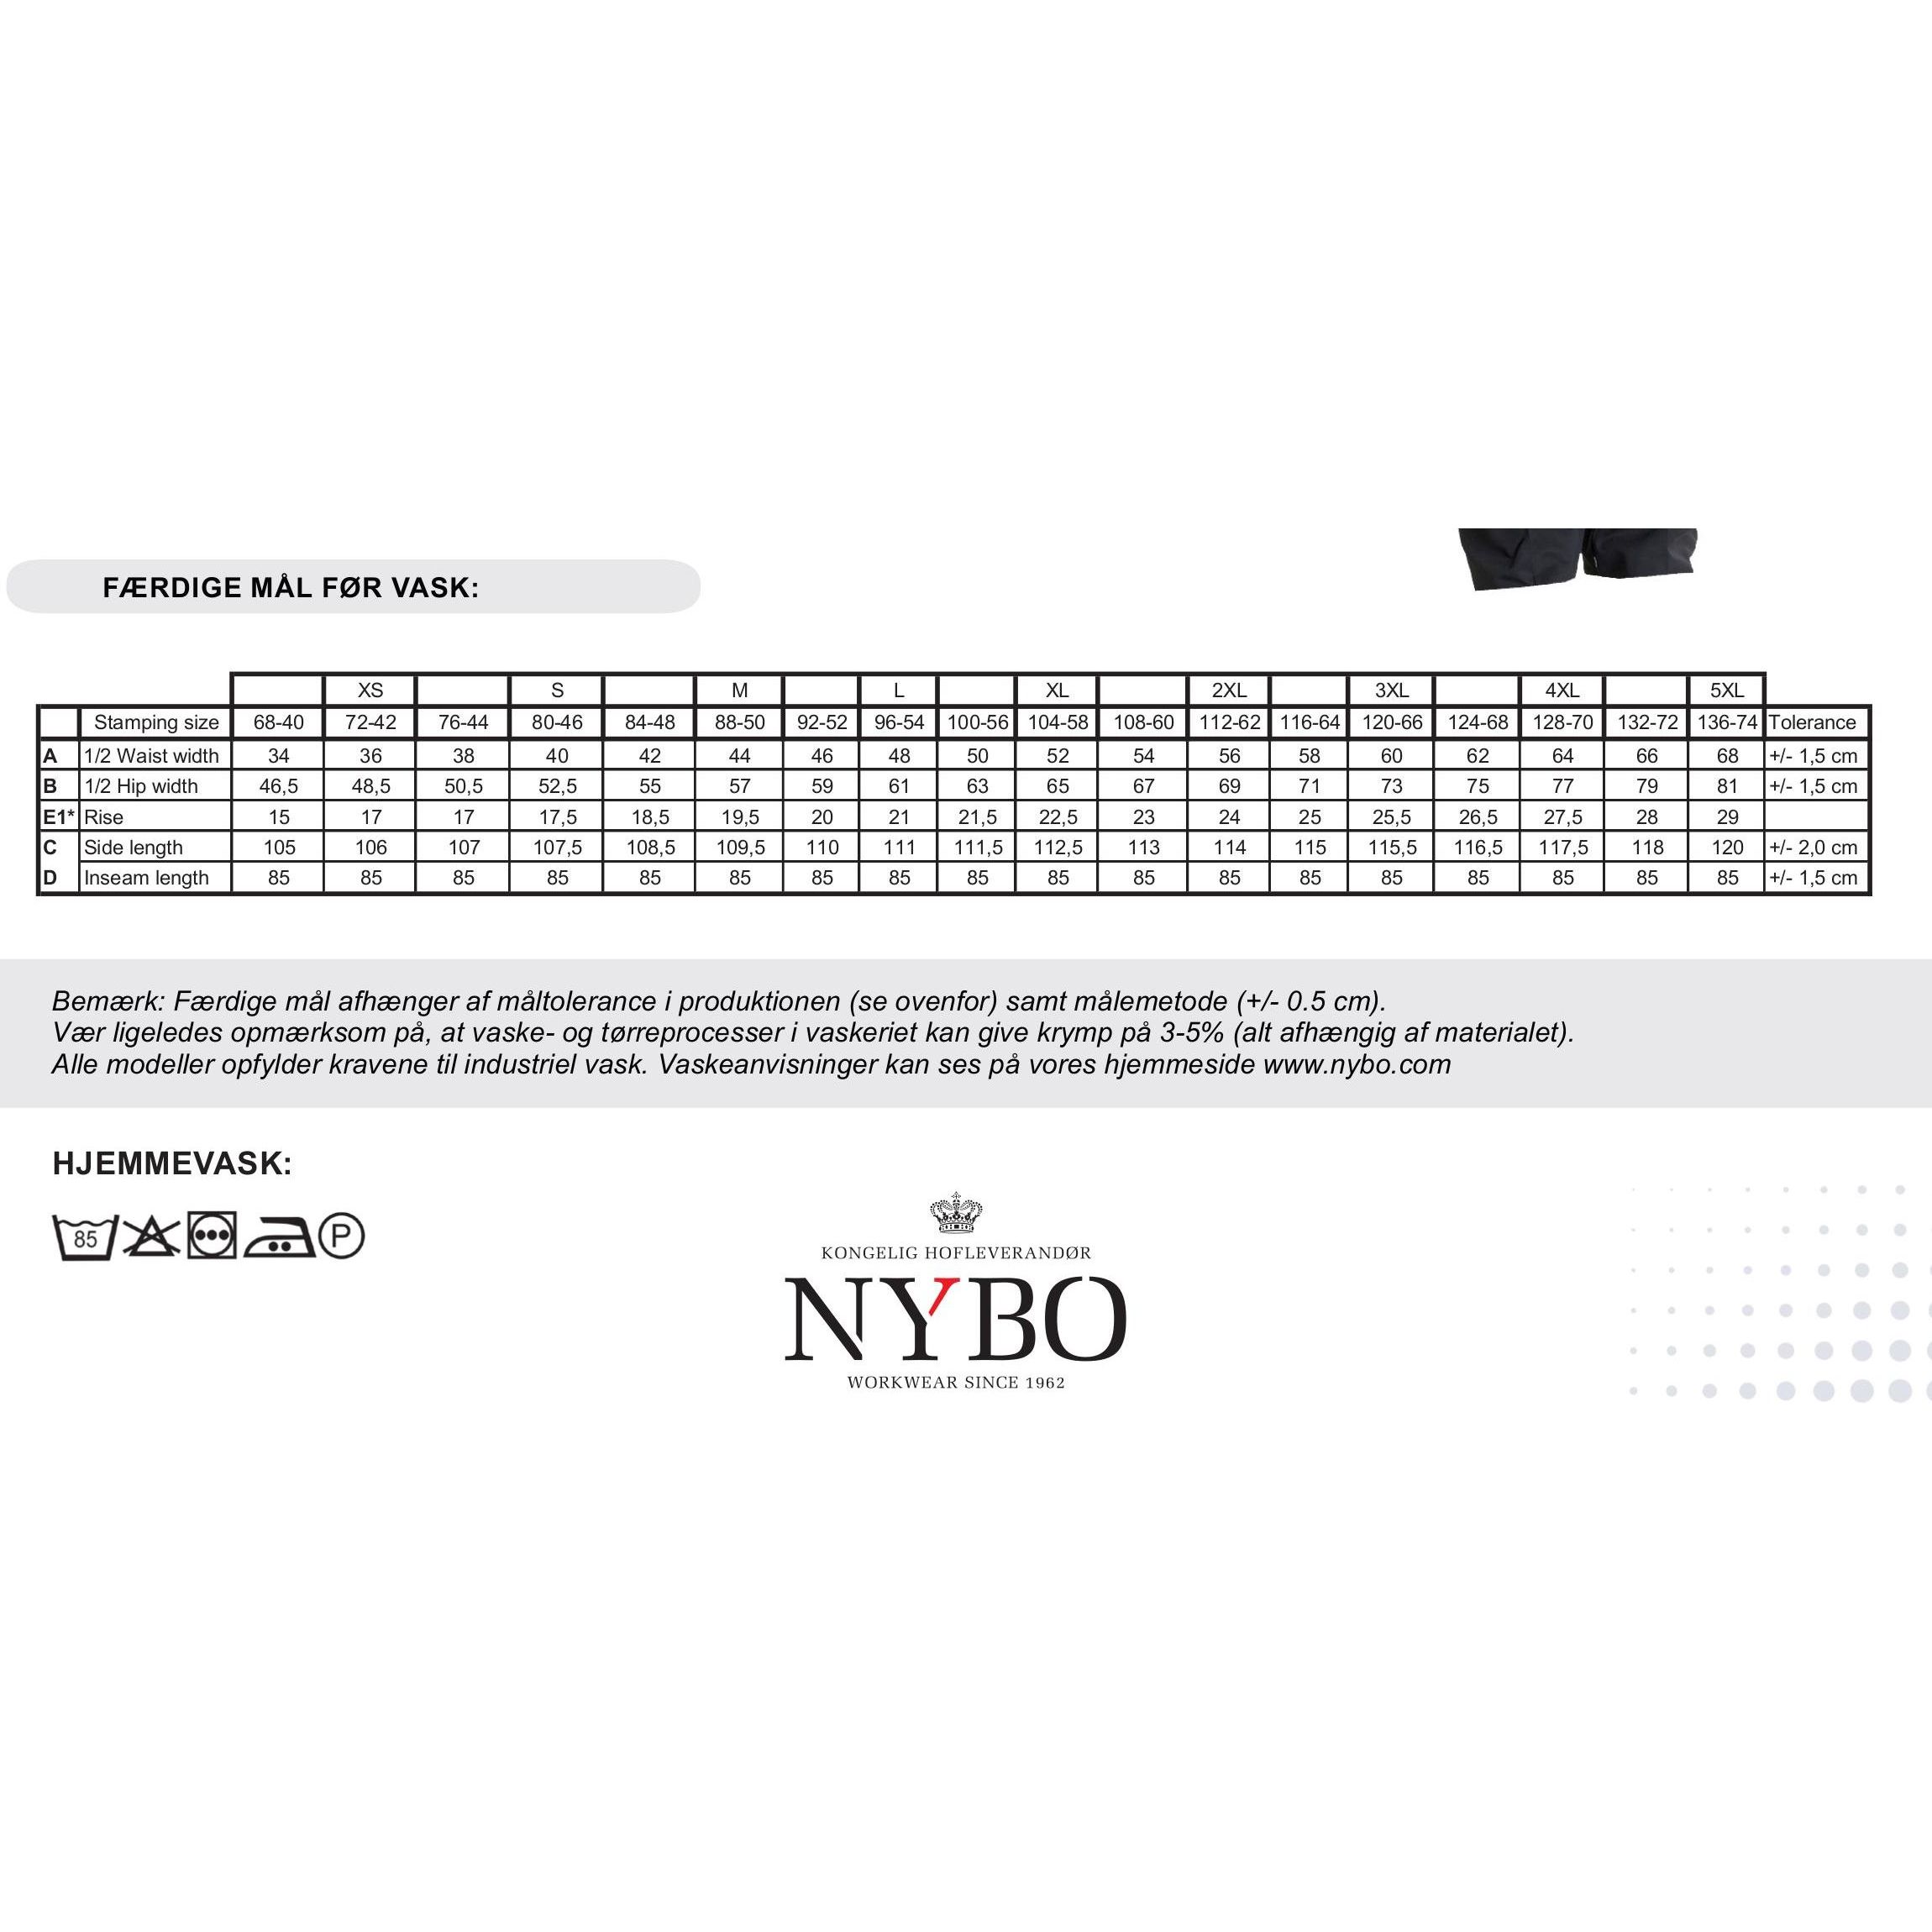 FÆRDIGE MÅL FØR VASK:
XS S M L XL 2XL 3XL 4XL 5XL
Stamping size 68-40 72-42 76-44 80-46 84-48 88-50 92-52 96-54 100-56 104-58 108-60 112-62 116-64 120-66 124-68 128-70 132-72 136-74 Tolerance
A 1/2 Waist width 34 36 38 40 42 44 46 48 50 52 54 56 58 60 62 64 66 68 +/- 1,5 cm
B 1/2 Hip width 46,5 48,5 50,5 52,5 55 57 59 61 63 65 67 69 71 73 75 77 79 81 +/- 1,5 cm
E1* Rise 15 17 17 17,5 18,5 19,5 20 21 21,5 22,5 23 24 25 25,5 26,5 27,5 28 29
C Side length 105 106 107 107,5 108,5 109,5 110 111 111,5 112,5 113 114 115 115,5 116,5 117,5 118 120 +/- 2,0 cm
D Inseam length 85 85 85 85 85 85 85 85 85 85 85 85 85 85 85 85 85 85 +/- 1,5 cm
Bemærk: Færdige mål afhænger af måltolerance i produktionen (se ovenfor) samt målemetode (+/- 0.5 cm).
Vær ligeledes opmærksom på, at vaske- og tørreprocesser i vaskeriet kan give krymp på 3-5% (alt afhængig af materialet).
Alle modeller opfylder kravene til industriel vask. Vaskeanvisninger kan ses på vores hjemmeside www.nybo.com
HJEMMEVASK:
85 P
KONGELIG HOFLEVERANDØR
NYBO
WORKWEAR SINCE 1962